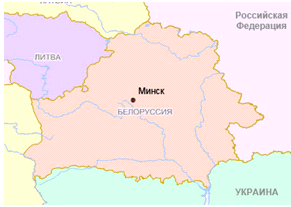 Российская
Федерация
ЛИТВА
Минск
БЕЛОРУССИЯ
УКРАИНА